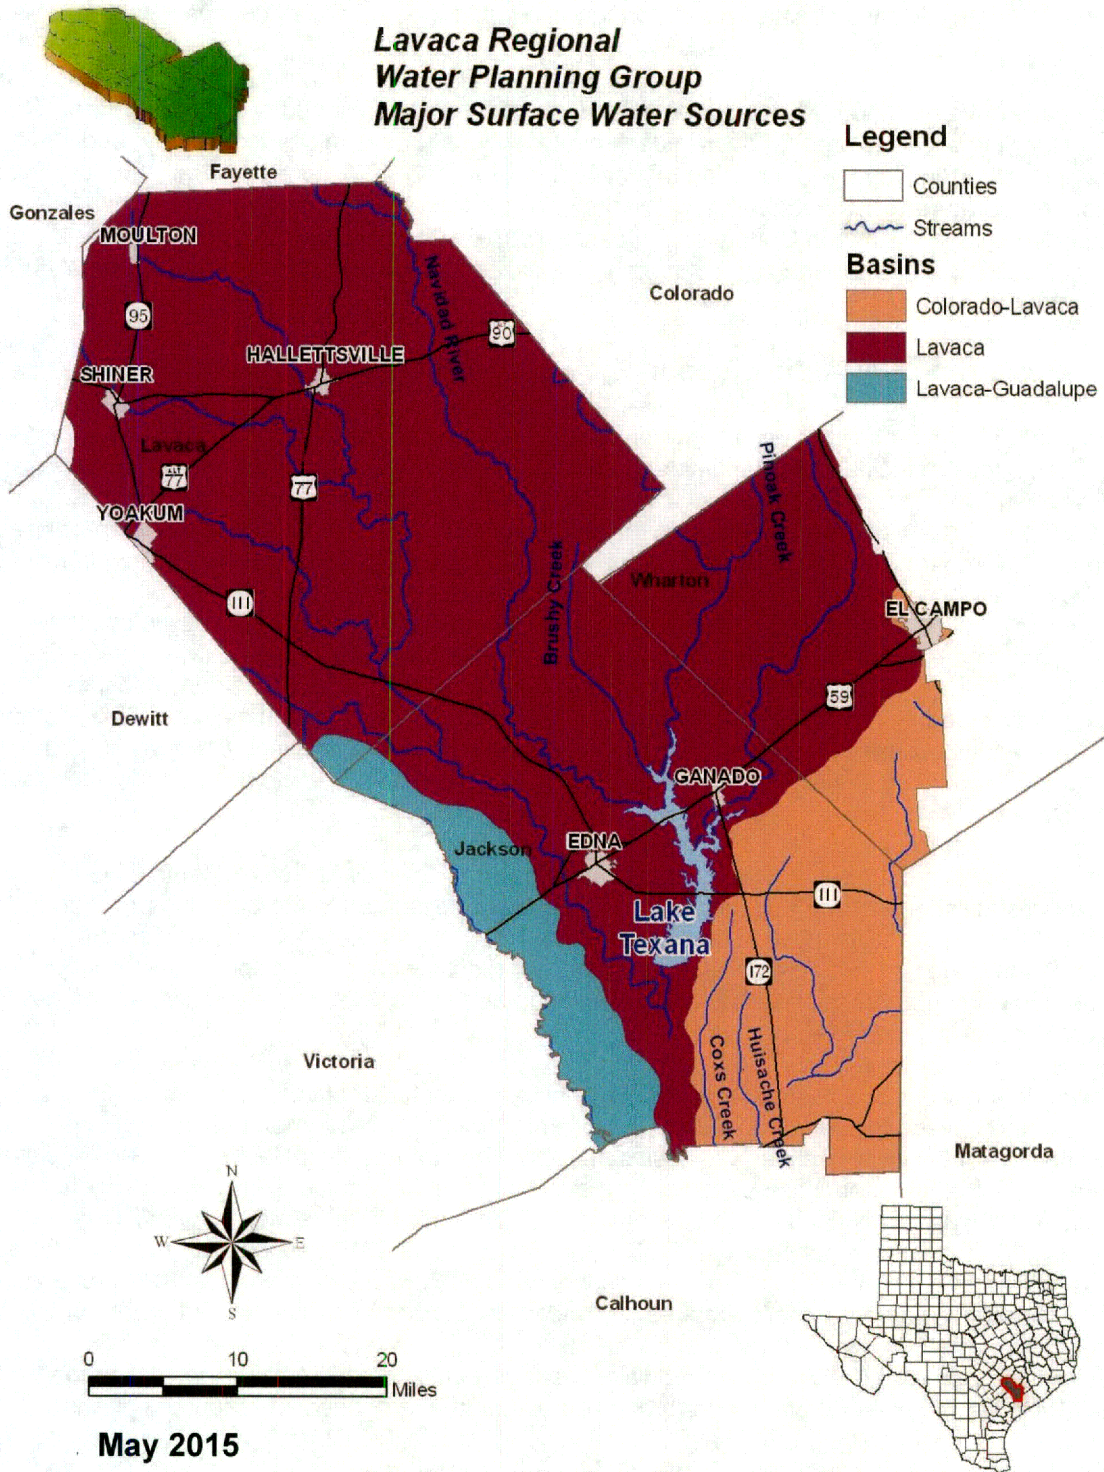 Lavaca Regional
Water Planning Group
Major Surface Water Sources
Legend
Counties
Streams
Basins
Colorado-Lavaca
Lavaca
Lavaca-Guadalupe
Fayette
Gonzales
MOULTON
Colorado
Navidad River
95
90
HALLETTSVILLE
SHINER
Lavaca
ALT
77
77
YOAKUM
Pinoak Creek
Brushy Creek
Wharton
111
EL CAMPO
59
Dewitt
GANADO
EDNA
Jackson
111
Lake
Texana
172
Coxs Creek
Huisache Creek
Victoria
Matagorda
Calhoun
N
W
E
S
0
10
20
Miles
May 2015